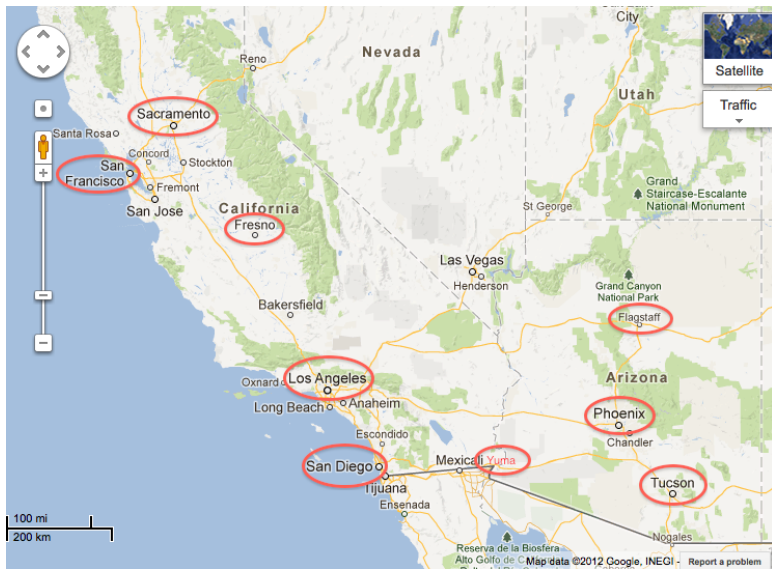 Salt Lake
City
Satellite
Nevada
Reno
Utah
Traffic
Sacramento
Santa Rosa
Concord
Stockton
San
Francisco
Fremont
San Jose
California
Fresno
Grand
Staircase-Escalante
National Monument
St George
Las Vegas
Henderson
Grand Canyon
National Park
Bakersfield
Flagstaff
Los Angeles
Oxnard
Arizona
Long Beach
Anaheim
Phoenix
Chandler
Escondido
San Diego
Mexicali
Yuma
Tijuana
Tucson
Ensenada
100 mi
200 km
Nogales
Reserva de la Biosfera
Alto Golfo de
Map data ©2012 Google, INEGI -
Report a problem